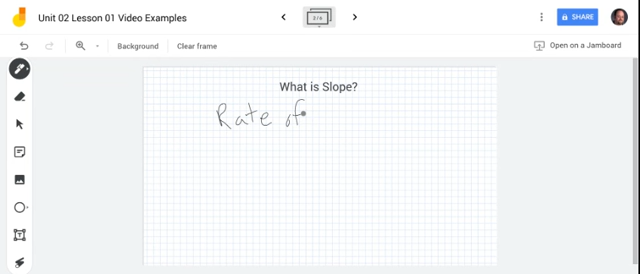 Unit 02 Lesson 01 Video Examples
2/6
SHARE
Background
Clear frame
Open on a Jamboard
What is Slope?
Rate of